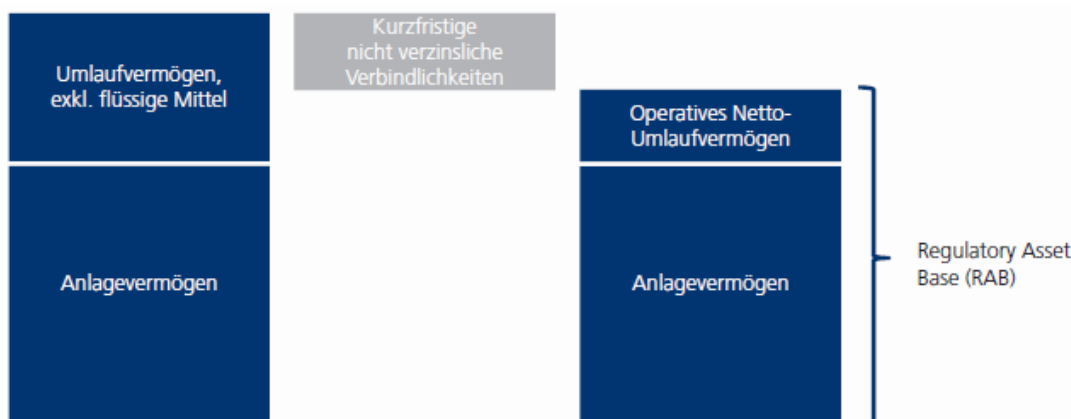 Umlaufvermögen,
exkl. flüssige Mittel
Kurzfristige
nicht verzinsliche
Verbindlichkeiten
Operatives Netto-
Umlaufvermögen
Anlagevermögen
Anlagevermögen
Regulatory Asset
Base (RAB)